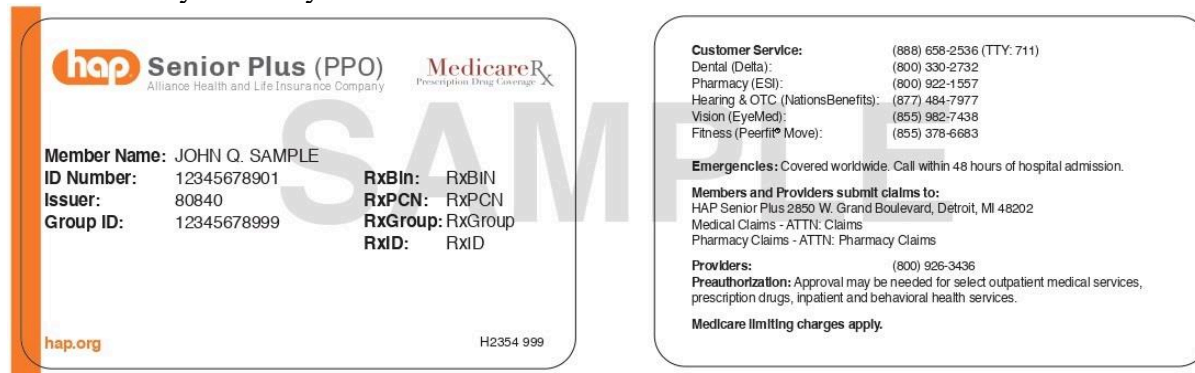 hap Senior Plus (PPO)
Alliance Health and Life Insurance Company
MedicareRx
Prescription Drug Coverage
SAMPLE
Member Name: JOHN Q. SAMPLE
ID Number: 12345678901
Issuer: 80840
Group ID: 12345678999
RxBin: RxBIN
RxPCN: RxPCN
RxGroup: RxGroup
RxID: RxID
hap.org
H2354 999
Customer Service: (888) 658-2536 (TTY: 711)
Dental (Delta): (800) 330-2732
Pharmacy (ESI): (800) 922-1557
Hearing & OTC (NationsBenefits): (877) 484-7977
Vision (EyeMed): (855) 982-7438
Fitness (Peerfit® Move): (855) 378-6683
Emergencies: Covered worldwide. Call within 48 hours of hospital admission.
Members and Providers submit claims to:
HAP Senior Plus 2850 W. Grand Boulevard, Detroit, MI 48202
Medical Claims - ATTN: Claims
Pharmacy Claims - ATTN: Pharmacy Claims
Providers: (800) 926-3436
Preauthorization: Approval may be needed for select outpatient medical services,
prescription drugs, inpatient and behavioral health services.
Medicare limiting charges apply.